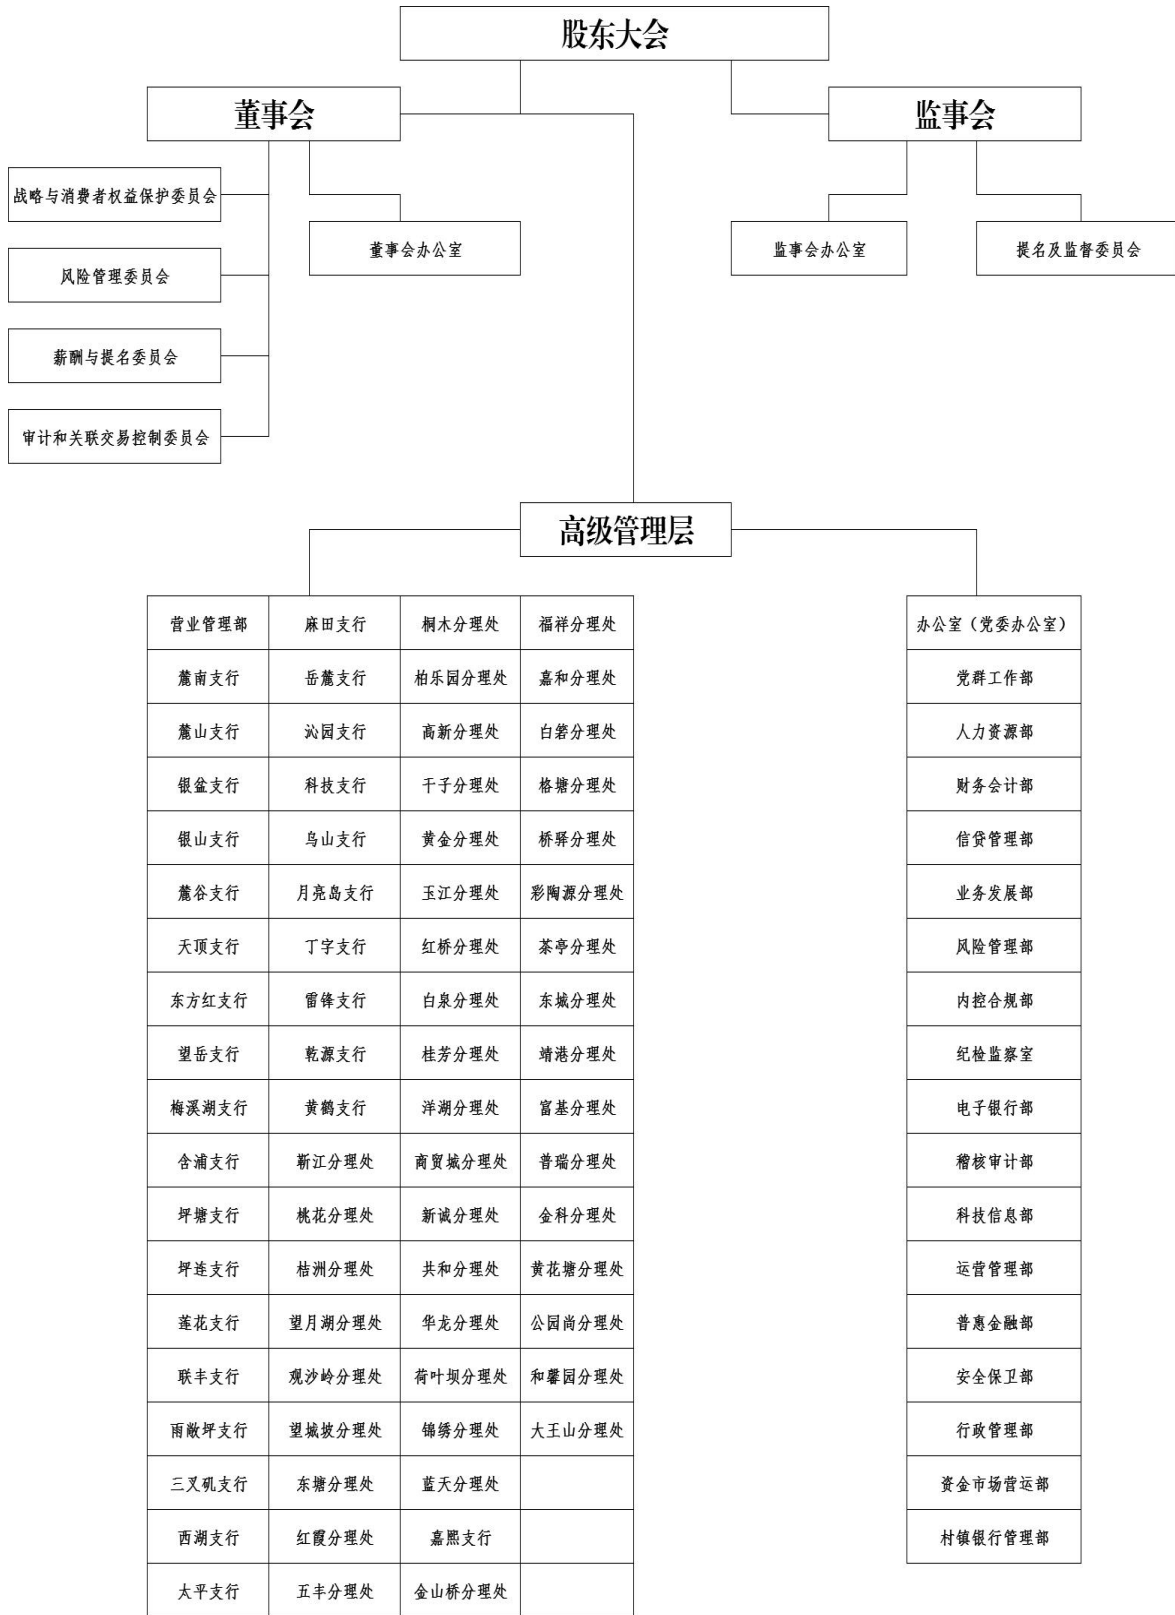 股东大会
董事会
监事会
战略与消费者权益保护委员会
董事会办公室
监事会办公室
提名及监督委员会
风险管理委员会
薪酬与提名委员会
审计和关联交易控制委员会
高级管理层
营业管理部 麻田支行 桐木分理处 福祥分理处
麓南支行 岳麓支行 柏乐园分理处 嘉和分理处
麓山支行 沁园支行 高新分理处 白箬分理处
银盆支行 科技支行 干子分理处 格塘分理处
银山支行 乌山支行 黄金分理处 桥驿分理处
麓谷支行 月亮岛支行 玉江分理处 彩陶源分理处
天顶支行 丁字支行 红桥分理处 茶亭分理处
东方红支行 雷锋支行 白泉分理处 东城分理处
望岳支行 乾源支行 桂芳分理处 靖港分理处
梅溪湖支行 黄鹤支行 洋湖分理处 富基分理处
含浦支行 靳江分理处 商贸城分理处 普瑞分理处
坪塘支行 桃花分理处 新诚分理处 金科分理处
坪连支行 桔洲分理处 共和分理处 黄花塘分理处
莲花支行 望月湖分理处 华龙分理处 公园尚分理处
联丰支行 观沙岭分理处 荷叶坝分理处 和馨园分理处
雨敞坪支行 望城坡分理处 锦绣分理处 大王山分理处
三叉矶支行 东塘分理处 蓝天分理处
西湖支行 红霞分理处 嘉熙支行
太平支行 五丰分理处 金山桥分理处
办公室（党委办公室）
党群工作部
人力资源部
财务会计部
信贷管理部
业务发展部
风险管理部
内控合规部
纪检监察室
电子银行部
稽核审计部
科技信息部
运营管理部
普惠金融部
安全保卫部
行政管理部
资金市场营运部
村镇银行管理部